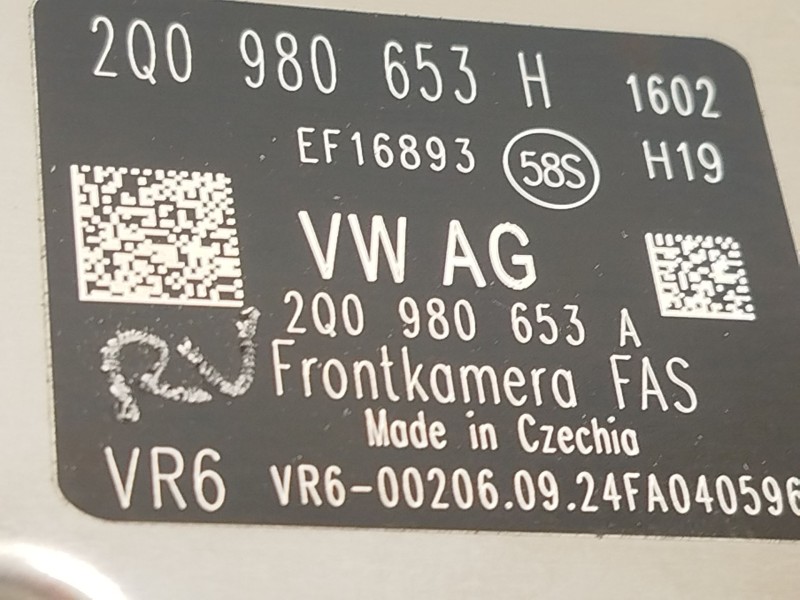 2Q0 980 653 H 1602
EF16893 58S H19
VW AG
2Q0 980 653 A
RV
Frontkamera FAS
Made in Czechia
VR6 VR6-00206.09.24FA040596